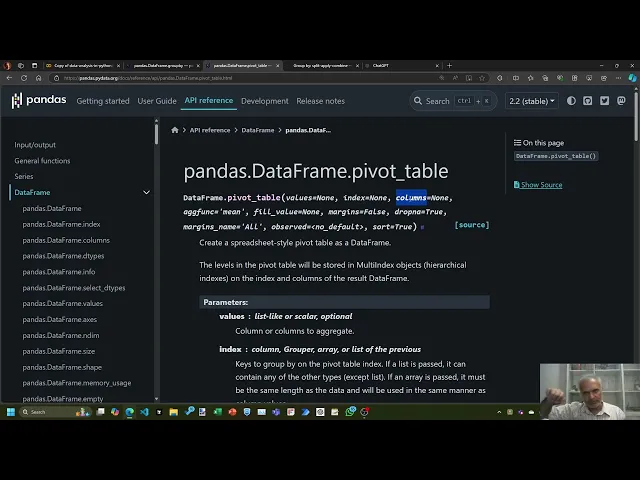 Copy of data-analysis-in-python-
pandas.DataFrame.groupby — p
pandas.DataFrame.pivot_table —
Group by: split-apply-combine —
ChatGPT
https://pandas.pydata.org/docs/reference/api/pandas.DataFrame.pivot_table.html
pandas
Getting started
User Guide
API reference
Development
Release notes
Search Ctrl + K
2.2 (stable)
Input/output
General functions
Series
DataFrame
pandas.DataFrame
pandas.DataFrame.index
pandas.DataFrame.columns
pandas.DataFrame.dtypes
pandas.DataFrame.info
pandas.DataFrame.select_dtypes
pandas.DataFrame.values
pandas.DataFrame.axes
pandas.DataFrame.ndim
pandas.DataFrame.size
pandas.DataFrame.shape
pandas.DataFrame.memory_usage
pandas.DataFrame.empty
API reference > DataFrame > pandas.DataF...
pandas.DataFrame.pivot_table
DataFrame.pivot_table(values=None, index=None, columns=None,
aggfunc='mean', fill_value=None, margins=False, dropna=True,
margins_name='All', observed=<no_default>, sort=True)
[source]
Create a spreadsheet-style pivot table as a DataFrame.
The levels in the pivot table will be stored in MultiIndex objects (hierarchical
indexes) on the index and columns of the result DataFrame.
Parameters:
values : list-like or scalar, optional
Column or columns to aggregate.
index : column, Grouper, array, or list of the previous
Keys to group by on the pivot table index. If a list is passed, it can
contain any of the other types (except list). If an array is passed, it must
be the same length as the data and will be used in the same manner as
column values.
On this page
DataFrame.pivot_table()
Show Source
Search